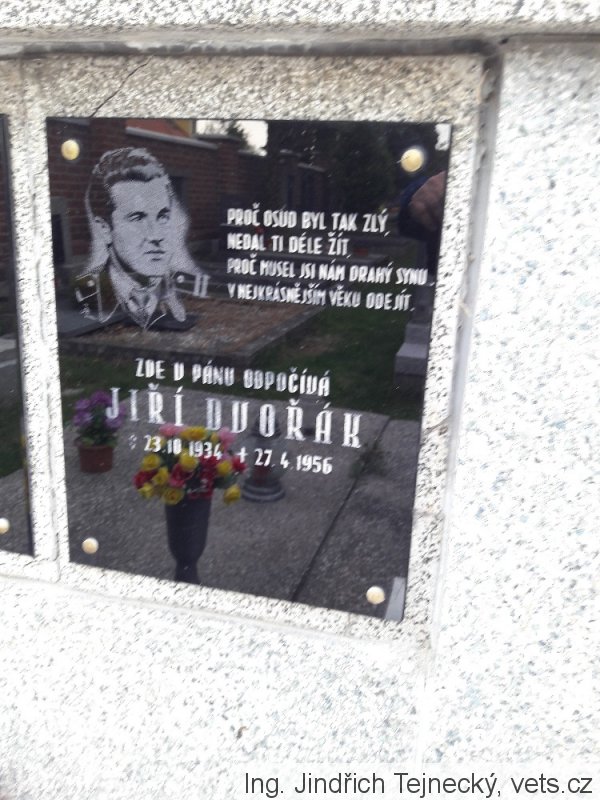 PROČ OSUD BYL TAK ZLÝ,
NEDAL TI DÉLE ŽÍT,
PROČ MUSEL JSI NÁM DRAHÝ SYNU
V NEJKRÁSNĚJŠÍM VĚKU ODEJÍT.
ZDE V PÁNU ODPOČÍVÁ
JIŘÍ DVOŘÁK
* 23.10.1934 + 27.4.1956
Ing. Jindřich Tejnecký, vets.cz